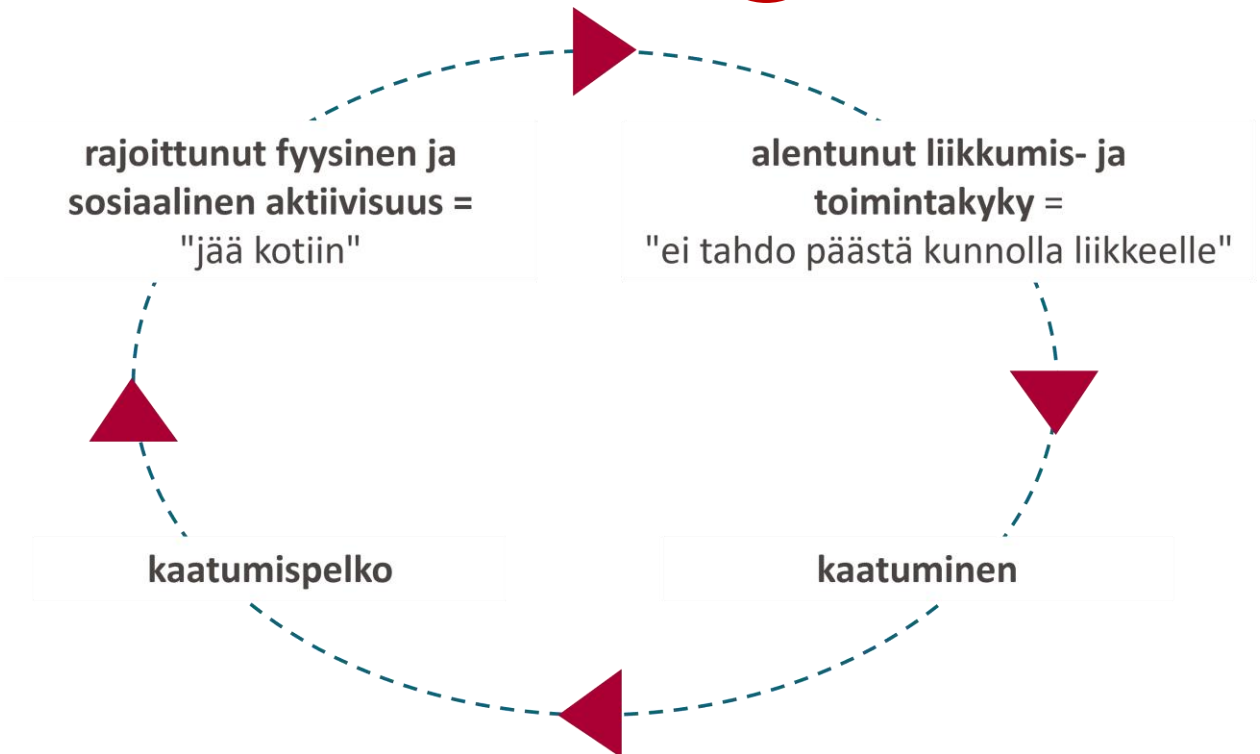 rajoittunut fyysinen ja
sosiaalinen aktiivisuus =
"jää kotiin"
alentunut liikkumis- ja
toimintakyky =
"ei tahdo päästä kunnolla liikkeelle"
kaatumispelko
kaatuminen